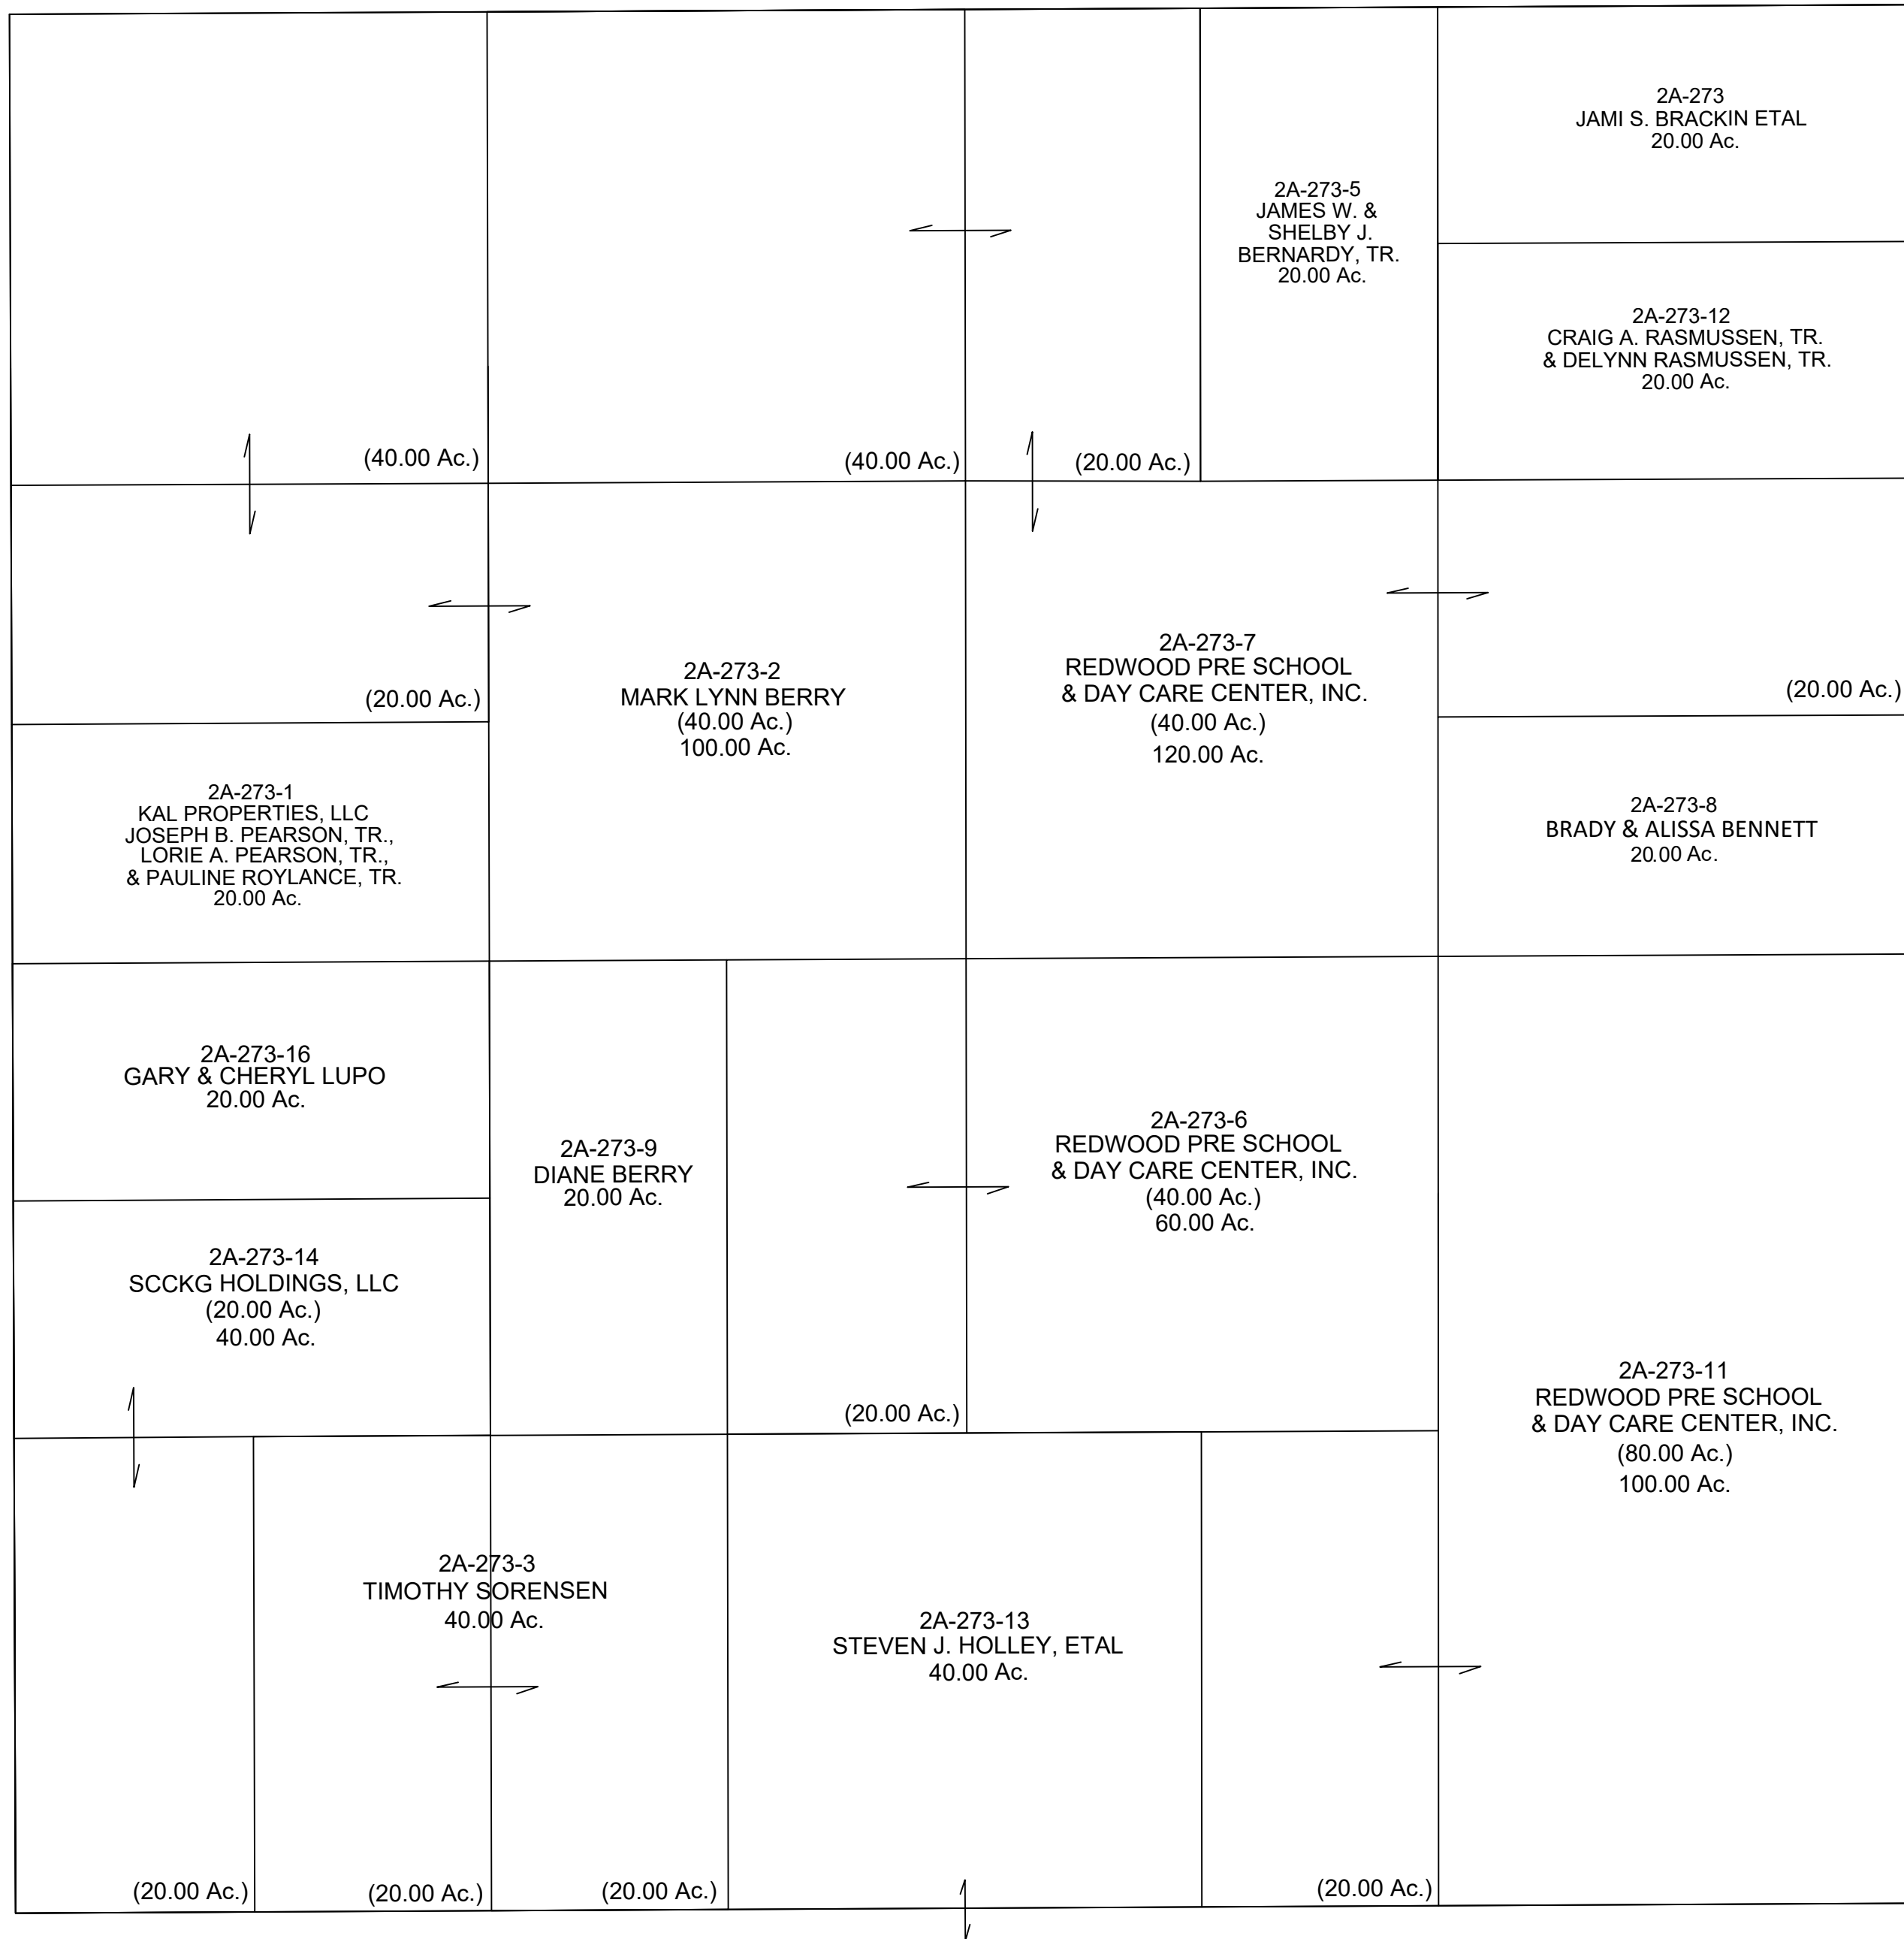 2A-273
JAMI S. BRACKIN ETAL
20.00 Ac.
2A-273-5
JAMES W. &
SHELBY J.
BERNARDY, TR.
20.00 Ac.
2A-273-12
CRAIG A. RASMUSSEN, TR.
& DELYNN RASMUSSEN, TR.
20.00 Ac.
(40.00 Ac.)
(40.00 Ac.)
(20.00 Ac.)
(20.00 Ac.)
2A-273-2
MARK LYNN BERRY
(40.00 Ac.)
100.00 Ac.
2A-273-7
REDWOOD PRE SCHOOL
& DAY CARE CENTER, INC.
(40.00 Ac.)
120.00 Ac.
(20.00 Ac.)
2A-273-1
KAL PROPERTIES, LLC
JOSEPH B. PEARSON, TR.,
LORIE A. PEARSON, TR.,
& PAULINE ROYLANCE, TR.
20.00 Ac.
2A-273-8
BRADY & ALISSA BENNETT
20.00 Ac.
2A-273-16
GARY & CHERYL LUPO
20.00 Ac.
2A-273-9
DIANE BERRY
20.00 Ac.
2A-273-6
REDWOOD PRE SCHOOL
& DAY CARE CENTER, INC.
(40.00 Ac.)
60.00 Ac.
2A-273-14
SCCKG HOLDINGS, LLC
(20.00 Ac.)
40.00 Ac.
(20.00 Ac.)
2A-273-11
REDWOOD PRE SCHOOL
& DAY CARE CENTER, INC.
(80.00 Ac.)
100.00 Ac.
2A-273-3
TIMOTHY SORENSEN
40.00 Ac.
2A-273-13
STEVEN J. HOLLEY, ETAL
40.00 Ac.
(20.00 Ac.)
(20.00 Ac.)
(20.00 Ac.)
(20.00 Ac.)